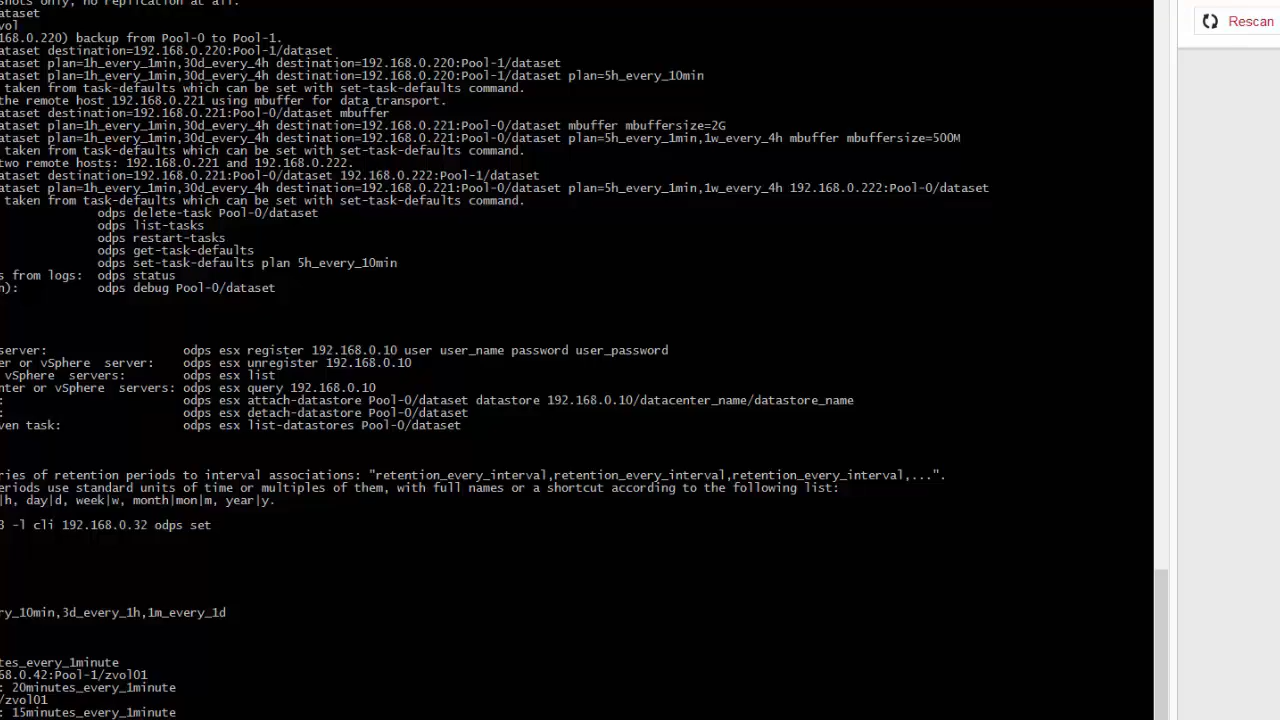 shots only, no replication at all.
ataset
vol
168.0.220) backup from Pool-0 to Pool-1.
ataset destination=192.168.0.220:Pool-1/dataset
ataset plan=1h_every_1min,30d_every_4h destination=192.168.0.220:Pool-1/dataset
ataset plan=1h_every_1min,30d_every_4h destination=192.168.0.220:Pool-1/dataset plan=5h_every_10min
taken from task-defaults which can be set with set-task-defaults command.
the remote host 192.168.0.221 using mbuffer for data transport.
ataset destination=192.168.0.221:Pool-0/dataset mbuffer
ataset plan=1h_every_1min,30d_every_4h destination=192.168.0.221:Pool-0/dataset mbuffer mbuffersize=2G
ataset plan=1h_every_1min,30d_every_4h destination=192.168.0.221:Pool-0/dataset plan=5h_every_1min,1w_every_4h mbuffer mbuffersize=500M
taken from task-defaults which can be set with set-task-defaults command.
two remote hosts: 192.168.0.221 and 192.168.0.222.
ataset destination=192.168.0.221:Pool-0/dataset 192.168.0.222:Pool-1/dataset
ataset plan=1h_every_1min,30d_every_4h destination=192.168.0.221:Pool-0/dataset plan=5h_every_1min,1w_every_4h 192.168.0.222:Pool-0/dataset
taken from task-defaults which can be set with set-task-defaults command.
odps delete-task Pool-0/dataset
odps list-tasks
odps restart-tasks
odps get-task-defaults
odps set-task-defaults plan 5h_every_10min
s from logs: odps status
h): odps debug Pool-0/dataset
server: odps esx register 192.168.0.10 user user_name password user_password
er or vSphere server: odps esx unregister 192.168.0.10
vSphere servers: odps esx list
nter or vSphere servers: odps esx query 192.168.0.10
: odps esx attach-datastore Pool-0/dataset datastore 192.168.0.10/datacenter_name/datastore_name
: odps esx detach-datastore Pool-0/dataset
ven task: odps esx list-datastores Pool-0/dataset
ries of retention periods to interval associations: "retention_every_interval,retention_every_interval,retention_every_interval,...".
eriods use standard units of time or multiples of them, with full names or a shortcut according to the following list:
|h, day|d, week|w, month|mon|m, year|y.
3 -l cli 192.168.0.32 odps set
ry_10min,3d_every_1h,1m_every_1d
tes_every_1minute
68.0.42:Pool-1/zvol01
: 20minutes_every_1minute
/zvol01
: 15minutes_every_1minute
Rescan